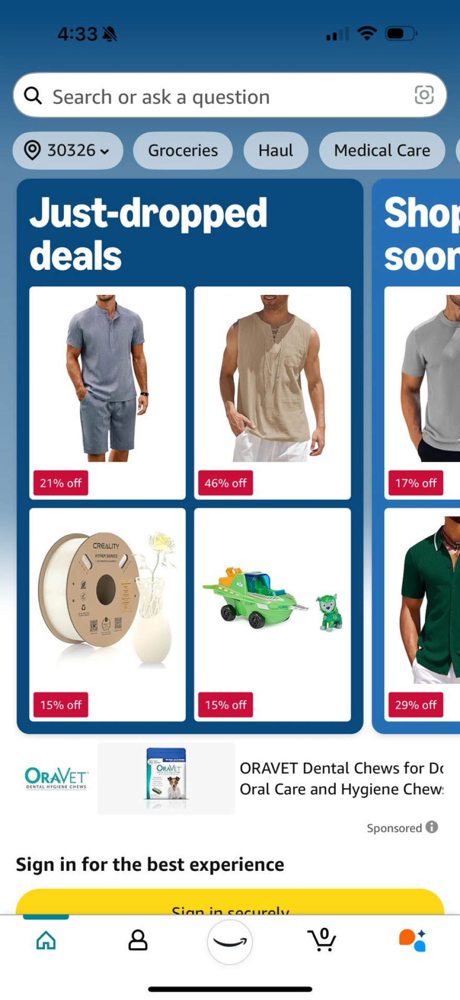 4:33
Search or ask a question
30326
Groceries
Haul
Medical Care
Just-dropped
deals
Shop
soon
21% off
46% off
17% off
CREALITY
HYPER SERIES
15% off
15% off
29% off
ORAVET
DENTAL HYGIENE CHEWS
ORAVET
ORAVET Dental Chews for Do
Oral Care and Hygiene Chews
Sponsored
Sign in for the best experience
Sign in securely
0